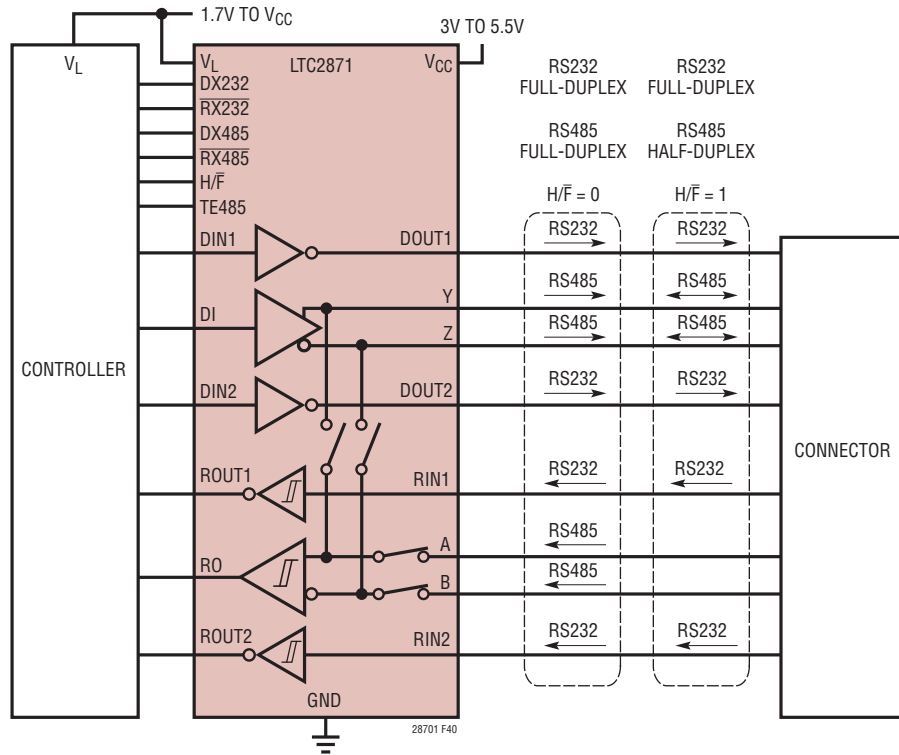 1.7V TO VCC
3V TO 5.5V
VL
VL
LTC2871
VCC
DX232
RX232
DX485
RX485
H/F
TE485
RS232
FULL-DUPLEX
RS232
FULL-DUPLEX
RS485
FULL-DUPLEX
RS485
HALF-DUPLEX
H/F̅ = 0
H/F̅ = 1
DIN1
DOUT1
RS232
RS232
DI
Y
RS485
RS485
Z
RS485
RS485
CONTROLLER
DIN2
DOUT2
RS232
RS232
CONNECTOR
ROUT1
RIN1
RS232
RS232
RO
A
RS485
B
RS485
ROUT2
RIN2
RS232
RS232
GND
28701 F40